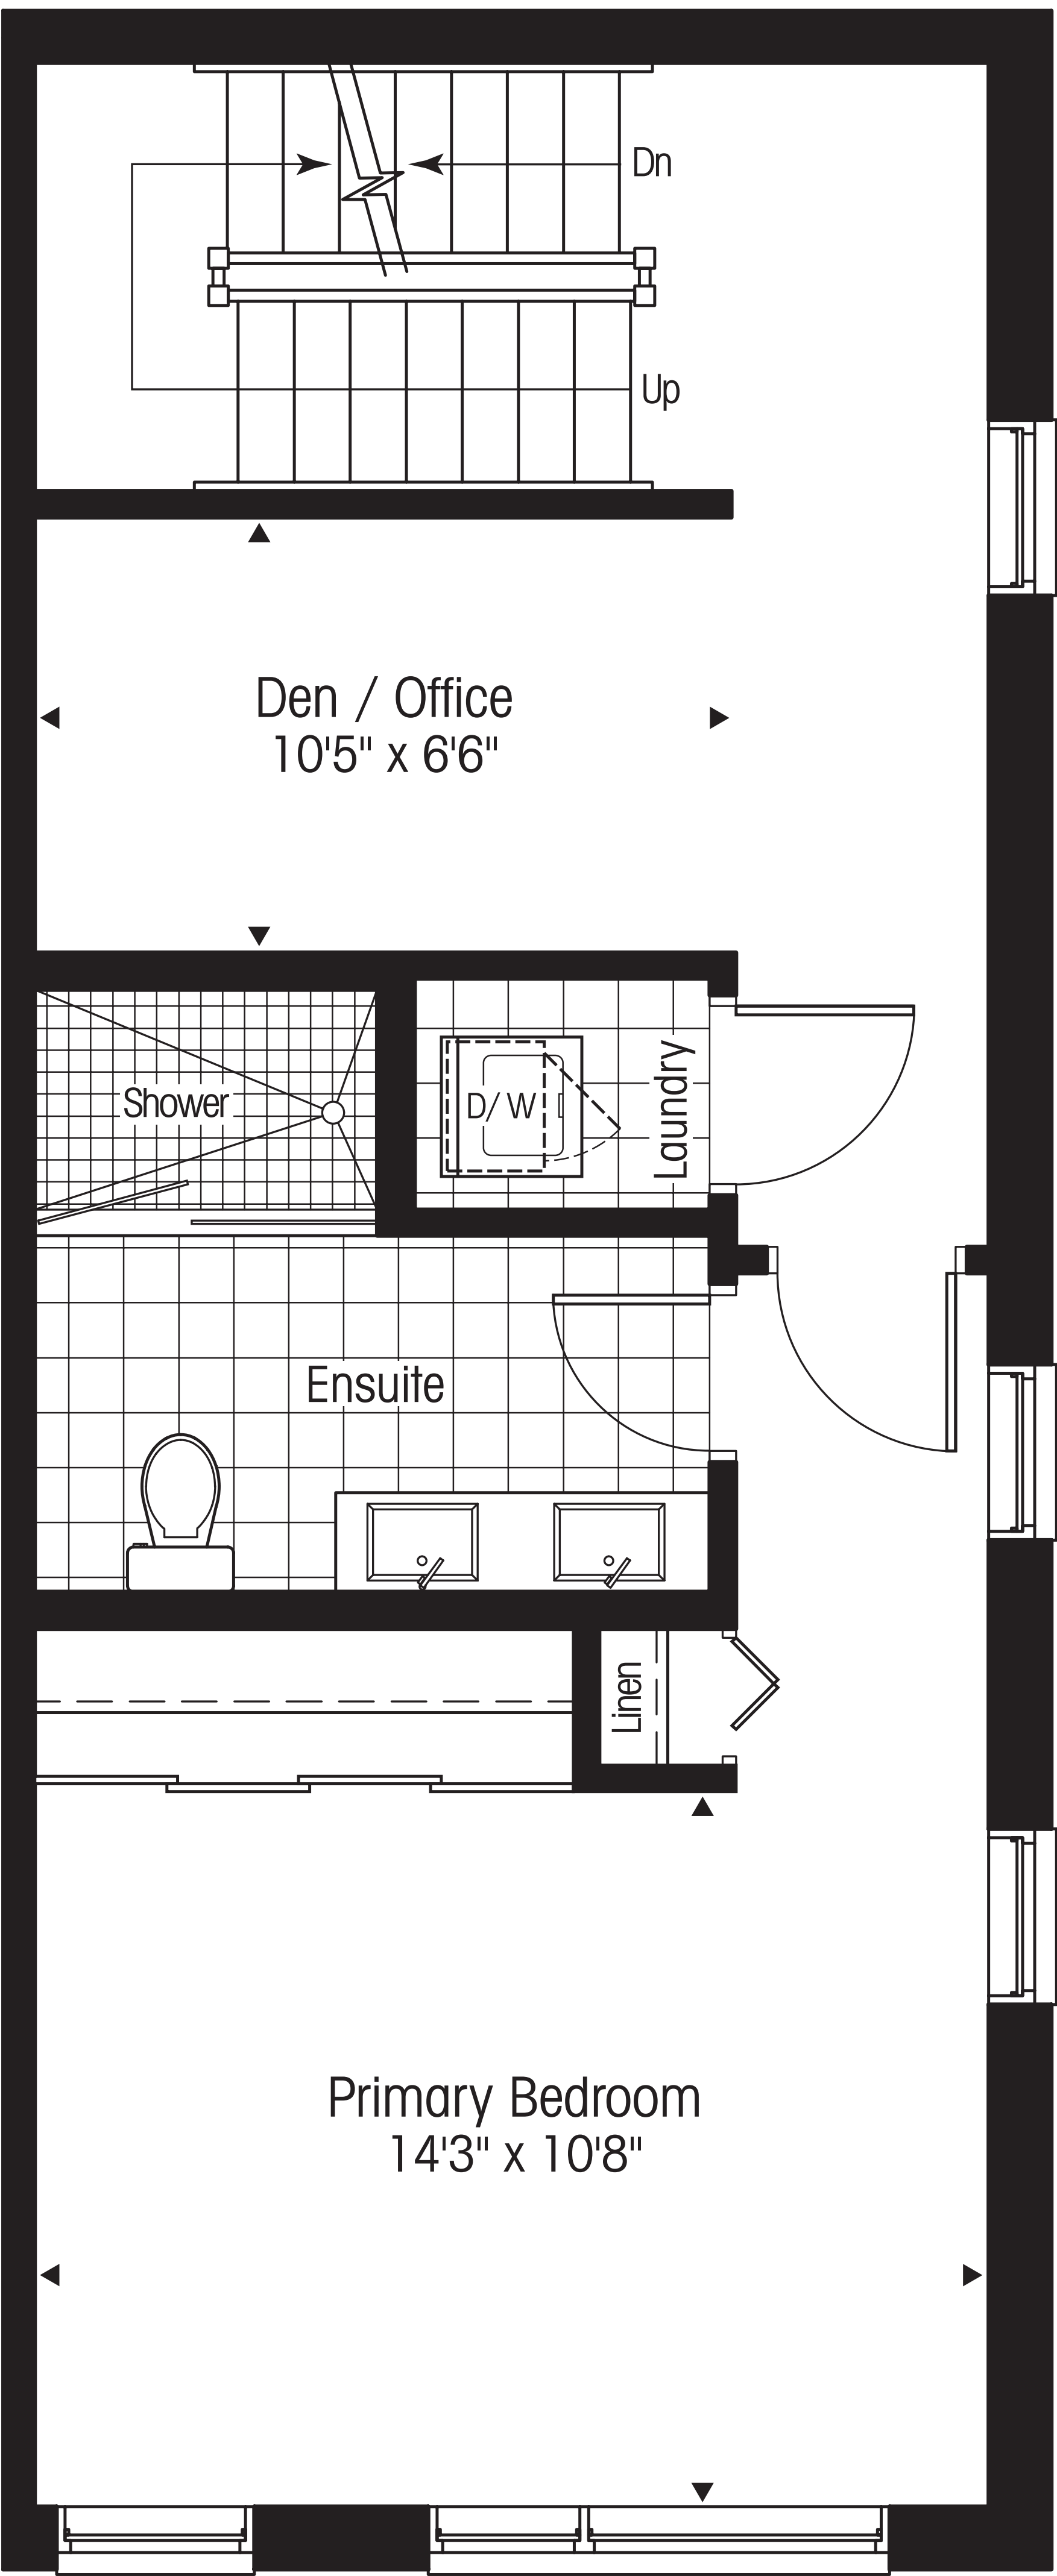 Dn
Up
Den / Office
10'5" x 6'6"
Shower
D/W
Laundry
Ensuite
Linen
Primary Bedroom
14'3" x 10'8"